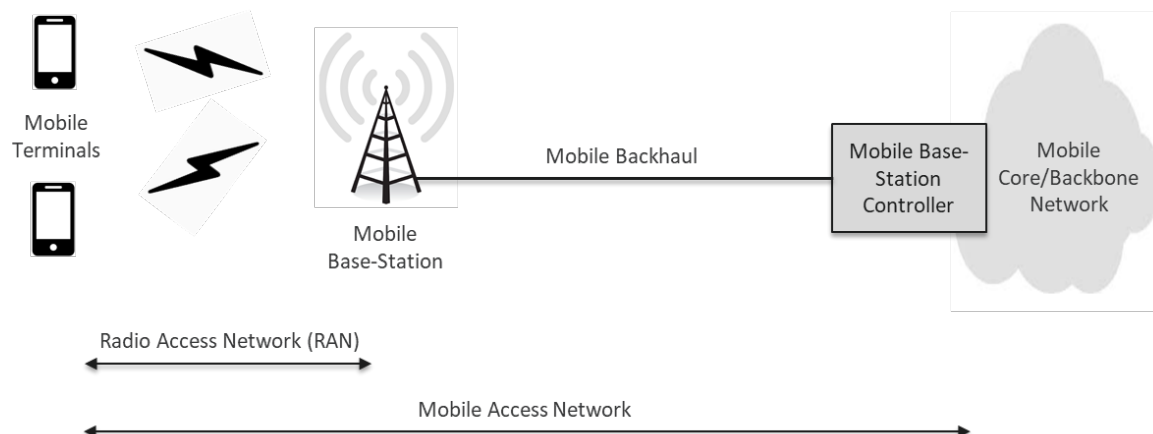 Mobile
Terminals
Mobile
Base-Station
Mobile Backhaul
Mobile Base-
Station
Controller
Mobile
Core/Backbone
Network
Radio Access Network (RAN)
Mobile Access Network